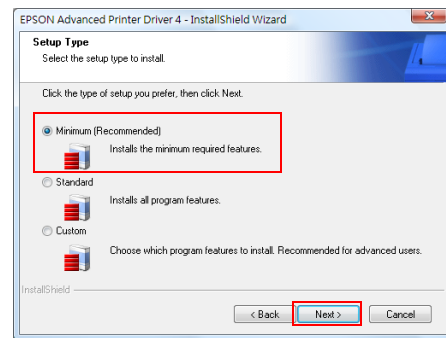 EPSON Advanced Printer Driver 4 - InstallShield Wizard
Setup Type
Select the setup type to install.
Click the type of setup you prefer, then click Next.
Minimum (Recommended)
Installs the minimum required features.
Standard
Installs all program features.
Custom
Choose which program features to install. Recommended for advanced users.
InstallShield
< Back Next > Cancel